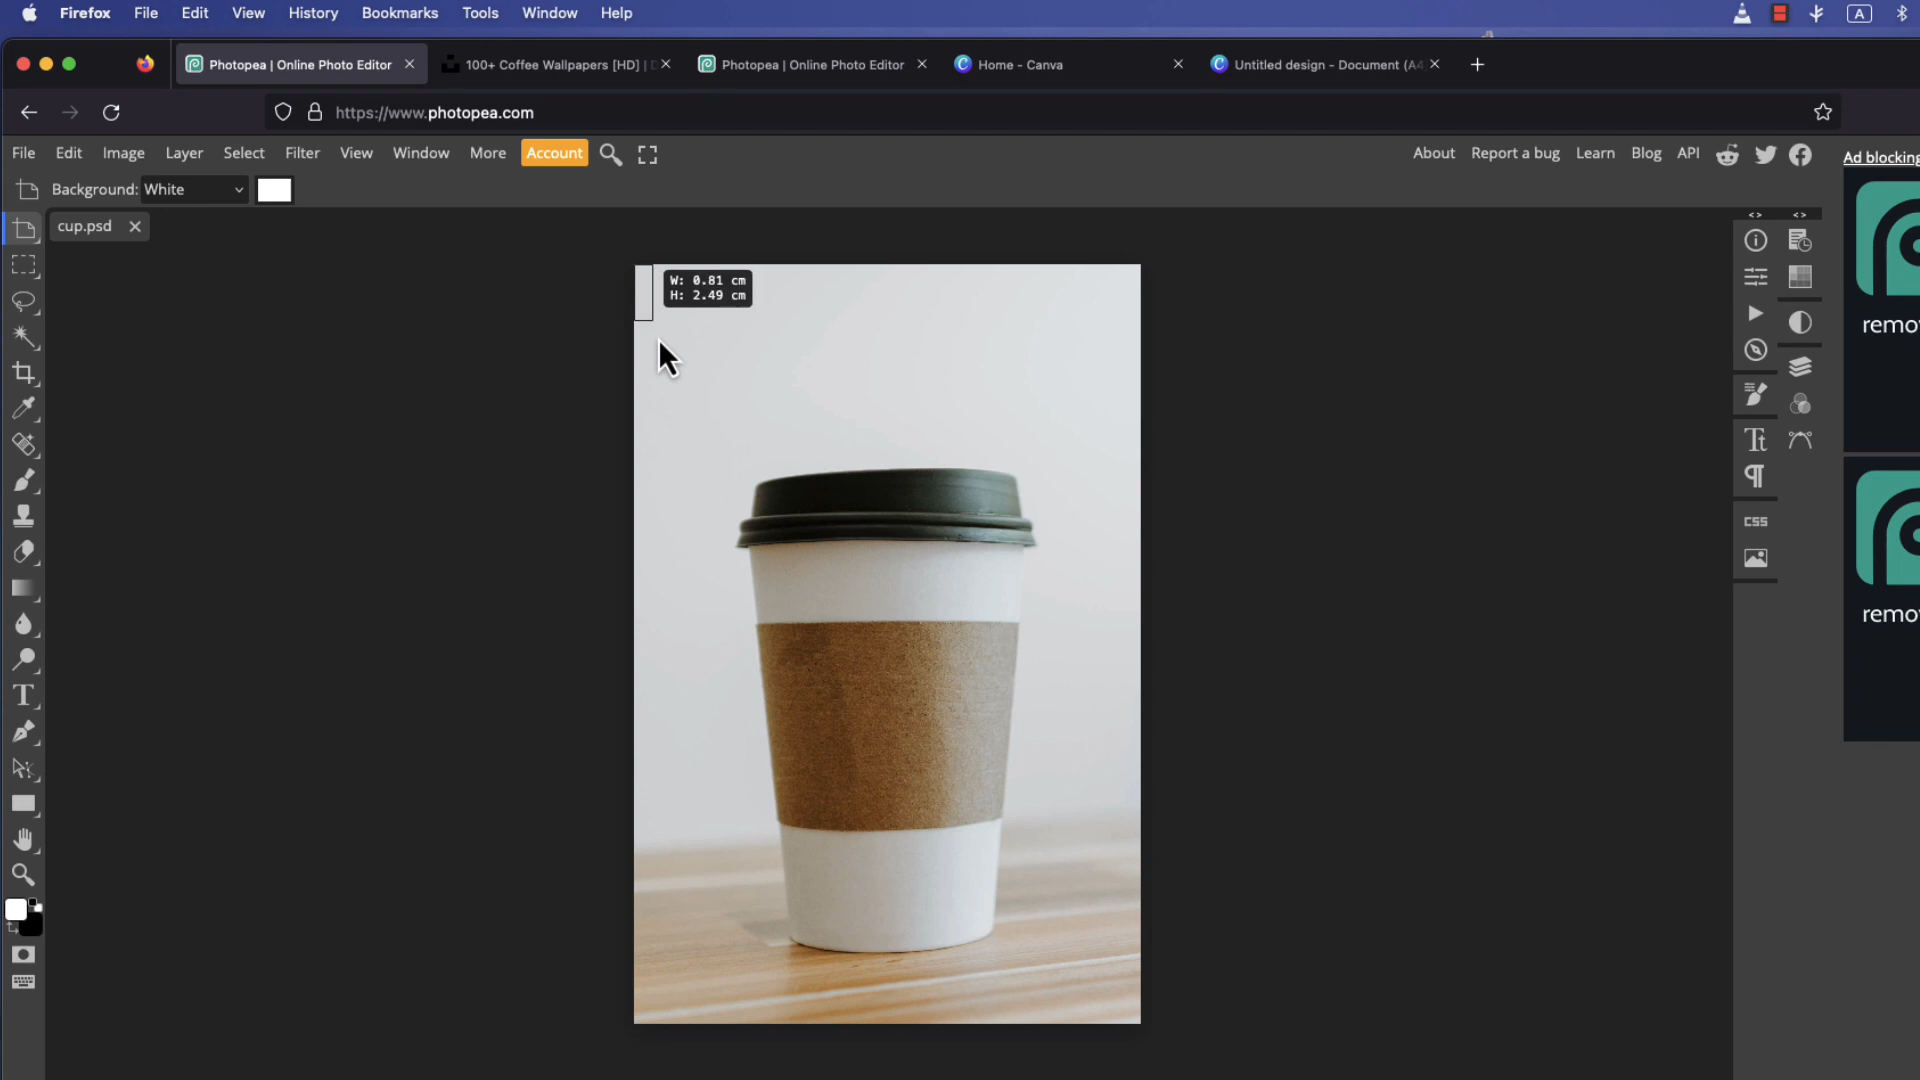 Firefox File Edit View History Bookmarks Tools Window Help A
Photopea | Online Photo Editor
100+ Coffee Wallpapers [HD] |
Photopea | Online Photo Editor
Home - Canva
Untitled design - Document (A4
https://www.photopea.com
File Edit Image Layer Select Filter View Window More Account
About Report a bug Learn Blog API
Ad blocking
Background: White
cup.psd
W: 0.81 cm
H: 2.49 cm
remo
CSS
remo